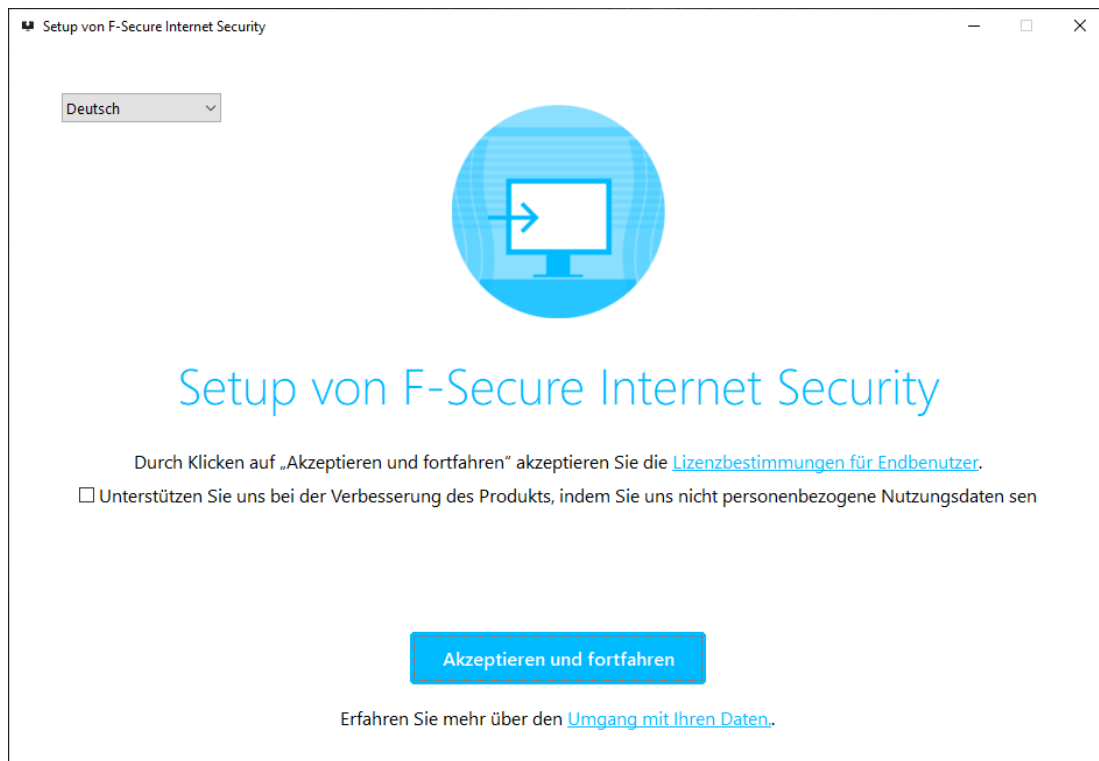 Setup von F-Secure Internet Security
Deutsch
Setup von F-Secure Internet Security
Durch Klicken auf „Akzeptieren und fortfahren“ akzeptieren Sie die Lizenzbestimmungen für Endbenutzer.
Unterstützen Sie uns bei der Verbesserung des Produkts, indem Sie uns nicht personenbezogene Nutzungsdaten sen
Akzeptieren und fortfahren
Erfahren Sie mehr über den Umgang mit Ihren Daten..